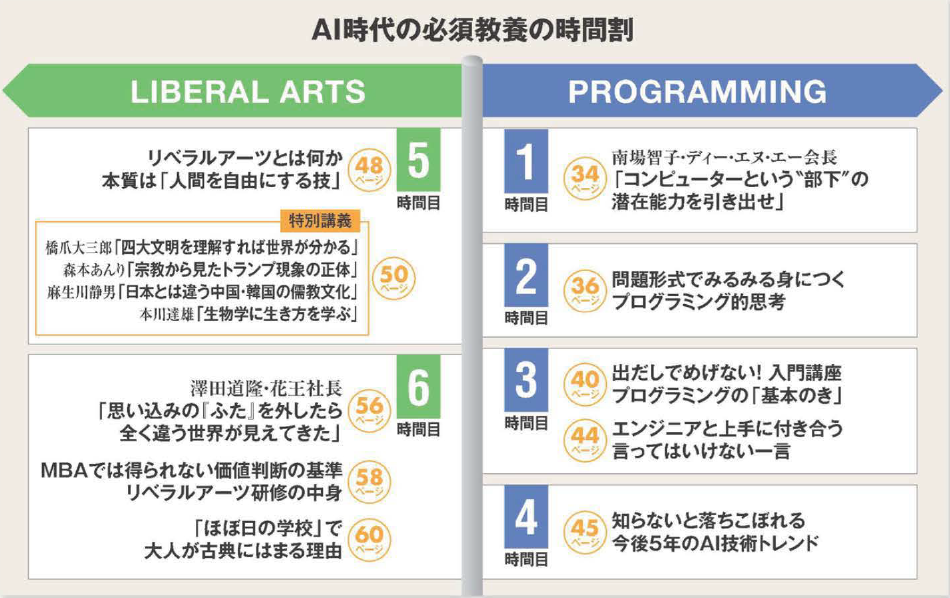 AI時代の必須教養の時間割
LIBERAL ARTS
5
時間目
リベラルアーツとは何か
本質は「人間を自由にする技」
48
ページ
特別講義
橋爪大三郎「四大文明を理解すれば世界が分かる」
森本あんり「宗教から見たトランプ現象の正体」
麻生川静男「日本とは違う中国・韓国の儒教文化」
本川達雄「生物学に生き方を学ぶ」
50
ページ
6
時間目
澤田道隆・花王社長
「思い込みの『ふた』を外したら
全く違う世界が見えてきた」
56
ページ
MBAでは得られない価値判断の基準
リベラルアーツ研修の中身
58
ページ
「ほぼ日の学校」で
大人が古典にはまる理由
60
ページ
PROGRAMMING
1
時間目
34
ページ
南場智子・ディー・エヌ・エー会長
「コンピューターという〝部下〟の
潜在能力を引き出せ」
2
時間目
36
ページ
問題形式でみるみる身につく
プログラミング的思考
3
時間目
40
ページ
出だしでめげない! 入門講座
プログラミングの「基本のき」
44
ページ
エンジニアと上手に付き合う
言ってはいけない一言
4
時間目
45
ページ
知らないと落ちこぼれる
今後5年のAI技術トレンド